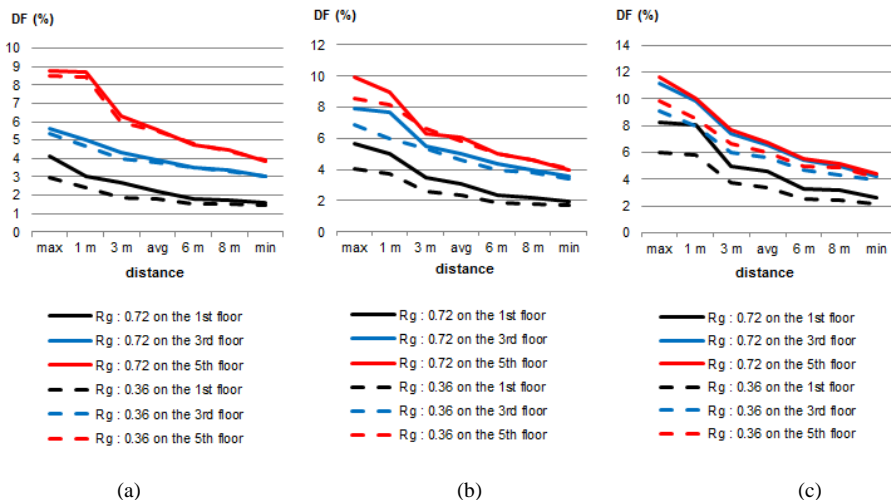 DF (%)
10
9
8
7
6
5
4
3
2
1
0
max 1 m 3 m avg 6 m 8 m min
distance
Rg : 0.72 on the 1st floor
Rg : 0.72 on the 3rd floor
Rg : 0.72 on the 5th floor
Rg : 0.36 on the 1st floor
Rg : 0.36 on the 3rd floor
Rg : 0.36 on the 5th floor
(a)
DF (%)
12
10
8
6
4
2
0
max 1 m 3 m avg 6 m 8 m min
distance
Rg : 0.72 on the 1st floor
Rg : 0.72 on the 3rd floor
Rg : 0.72 on the 5th floor
Rg : 0.36 on the 1st floor
Rg : 0.36 on the 3rd floor
Rg : 0.36 on the 5th floor
(b)
DF (%)
14
12
10
8
6
4
2
0
max 1 m 3 m avg 6 m 8 m min
distance
Rg : 0.72 on the 1st floor
Rg : 0.72 on the 3rd floor
Rg : 0.72 on the 5th floor
Rg : 0.36 on the 1st floor
Rg : 0.36 on the 3rd floor
Rg : 0.36 on the 5th floor
(c)